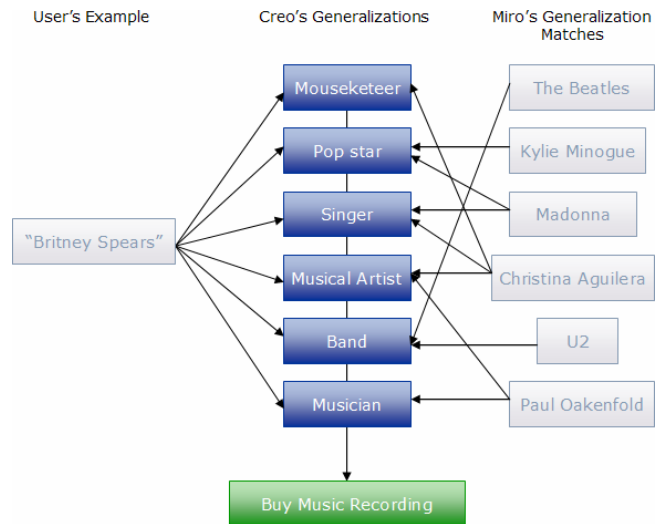 User's Example
Creo's Generalizations
Miro's Generalization
Matches
Mouseketeer
The Beatles
Pop star
Kylie Minogue
Singer
Madonna
"Britney Spears"
Musical Artist
Christina Aguilera
Band
U2
Musician
Paul Oakenfold
Buy Music Recording